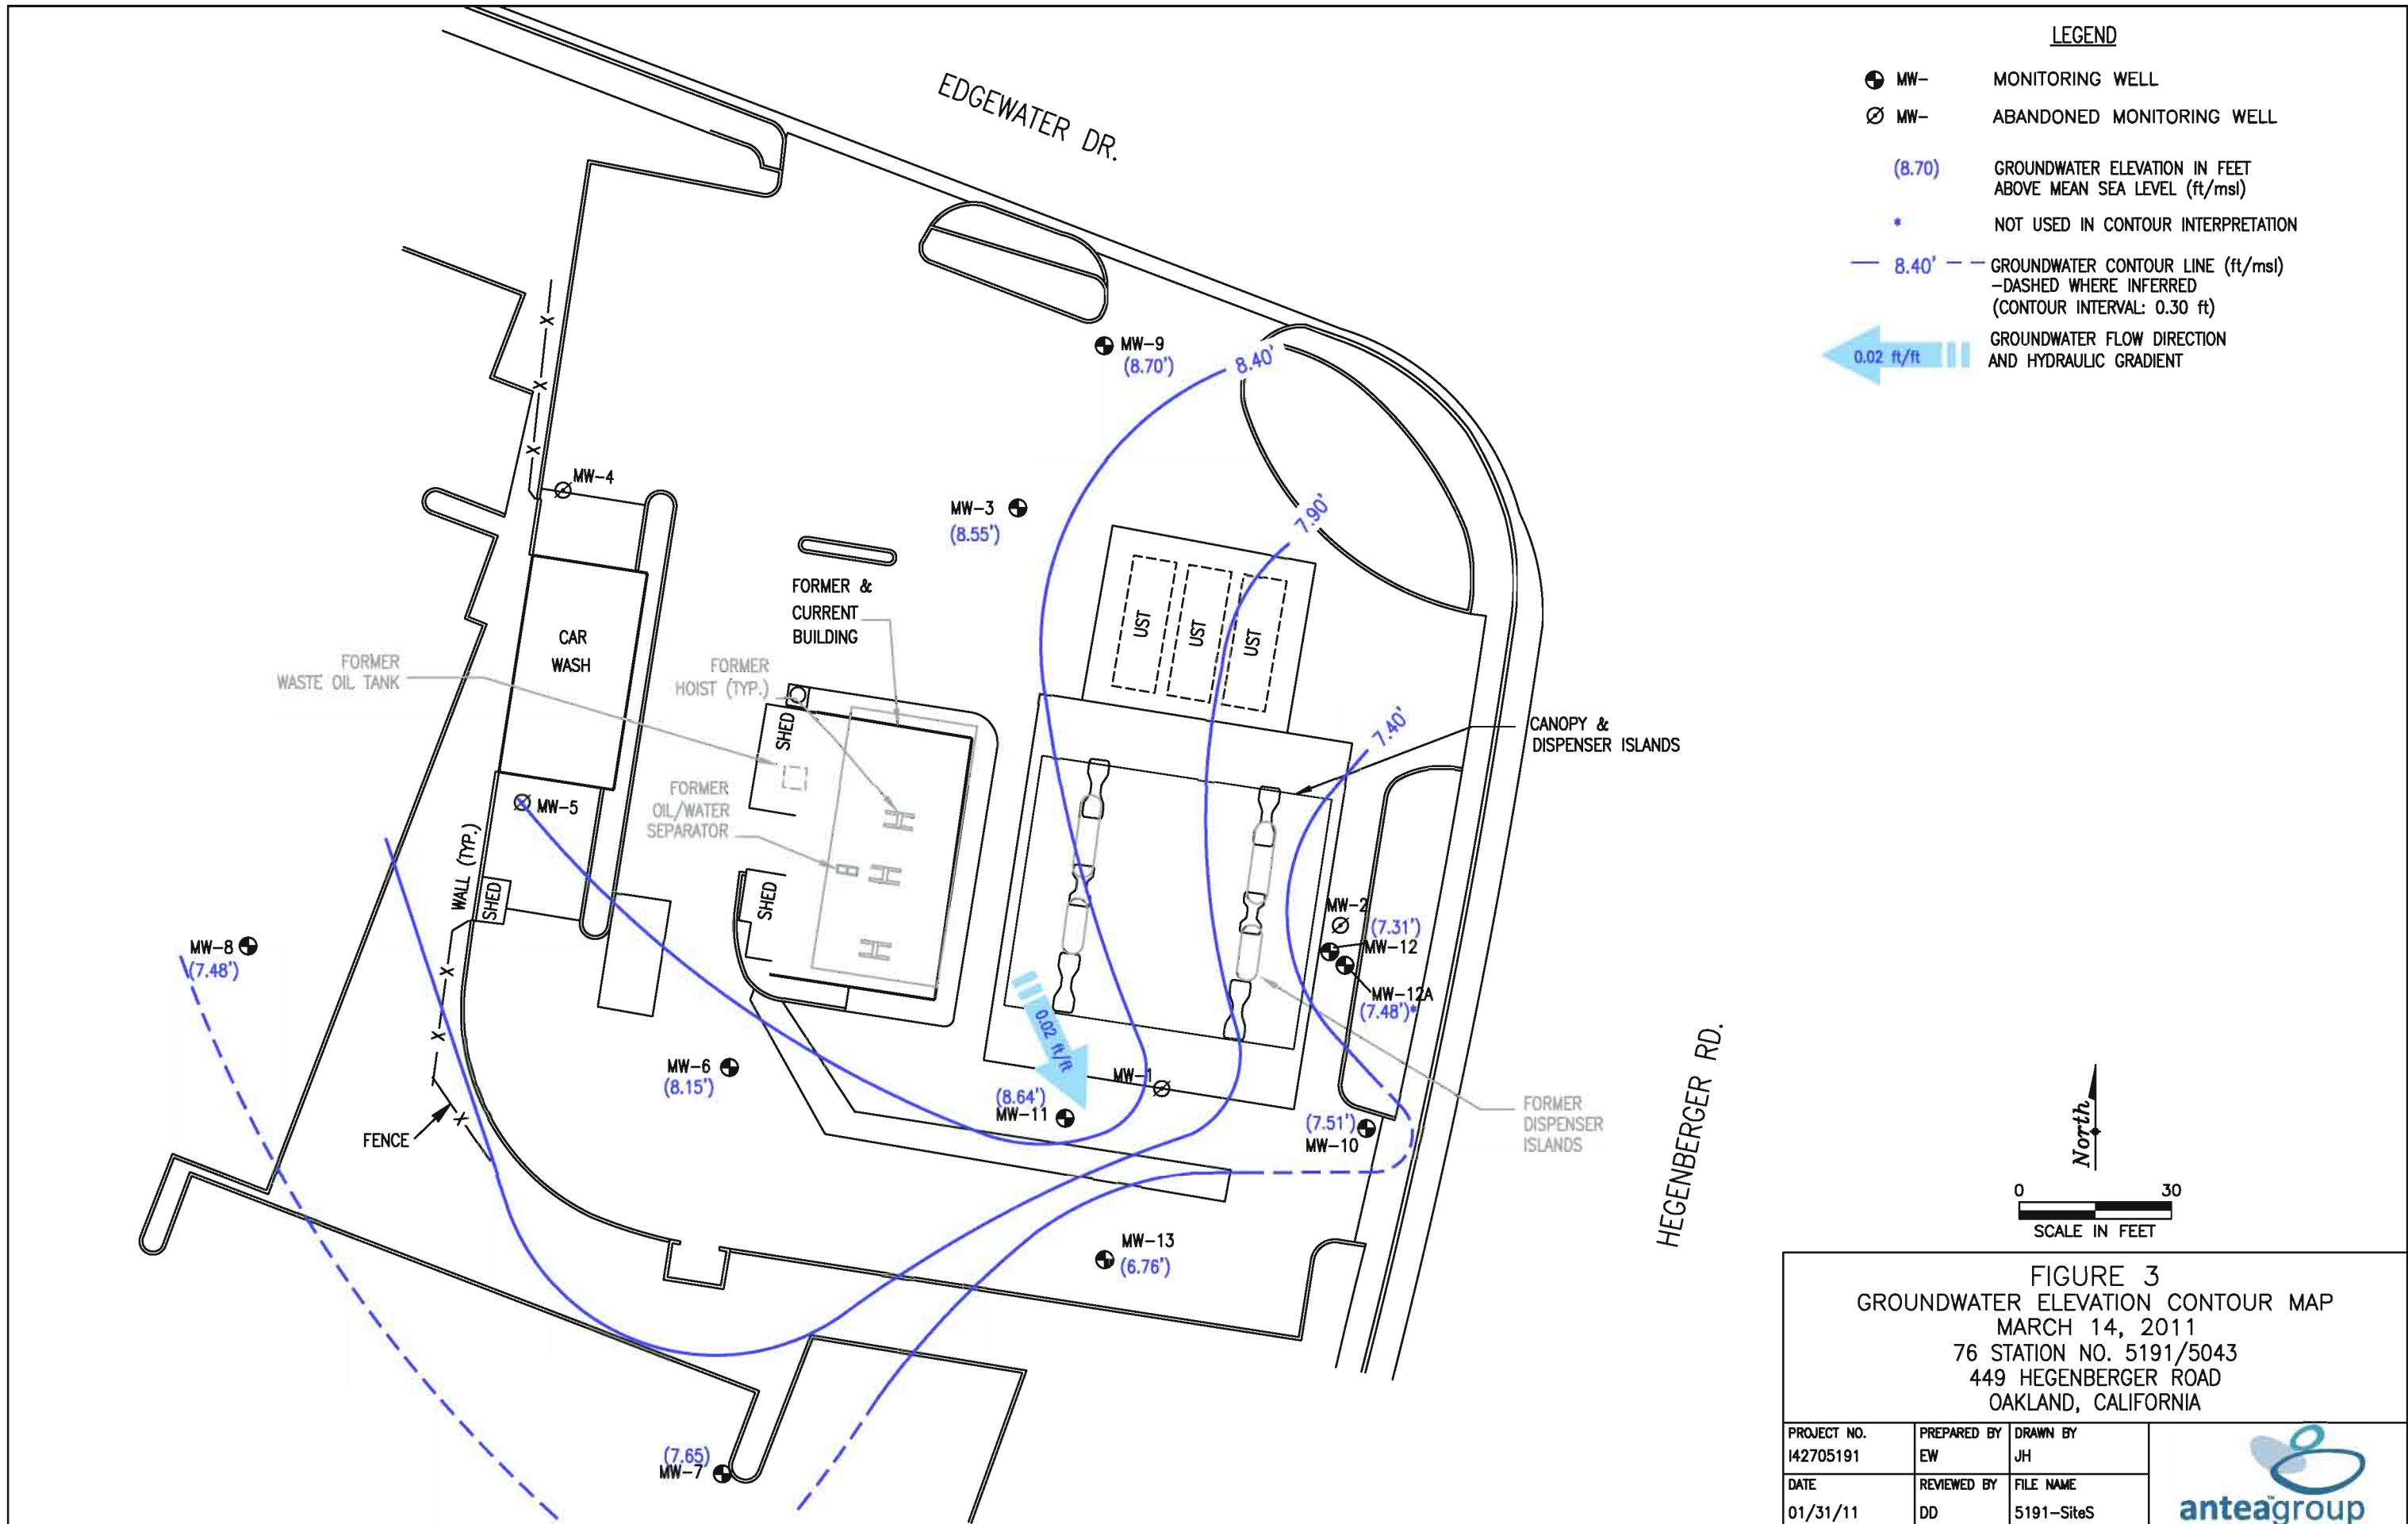 LEGEND
MW- MONITORING WELL
MW- ABANDONED MONITORING WELL
(8.70) GROUNDWATER ELEVATION IN FEET
ABOVE MEAN SEA LEVEL (ft/msl)
* NOT USED IN CONTOUR INTERPRETATION
8.40' GROUNDWATER CONTOUR LINE (ft/msl)
-DASHED WHERE INFERRED
(CONTOUR INTERVAL: 0.30 ft)
0.02 ft/ft GROUNDWATER FLOW DIRECTION
AND HYDRAULIC GRADIENT
EDGEWATER DR.
MW-9
(8.70')
8.40'
MW-4
MW-3
(8.55')
7.90'
FORMER &
CURRENT
BUILDING
UST
UST
UST
CAR
WASH
FORMER
WASTE OIL TANK
FORMER
HOIST (TYP.)
SHED
7.40'
CANOPY &
DISPENSER ISLANDS
MW-5
FORMER
OIL/WATER
SEPARATOR
WALL (TYP.)
SHED
SHED
MW-2
(7.31')
MW-12
MW-12A
(7.48')*
MW-8
(7.48')
X
X
X
X
X
X
0.02 ft/ft
MW-6
(8.15')
MW-1
(8.64')
MW-11
(7.51')
MW-10
FORMER
DISPENSER
ISLANDS
FENCE
HEGENBERGER RD.
MW-13
(6.76')
(7.65)
MW-7
North
0 30
SCALE IN FEET
FIGURE 3
GROUNDWATER ELEVATION CONTOUR MAP
MARCH 14, 2011
76 STATION NO. 5191/5043
449 HEGENBERGER ROAD
OAKLAND, CALIFORNIA
PROJECT NO. PREPARED BY DRAWN BY
I42705191 EW JH
DATE REVIEWED BY FILE NAME
01/31/11 DD 5191-SiteS
anteagroup™